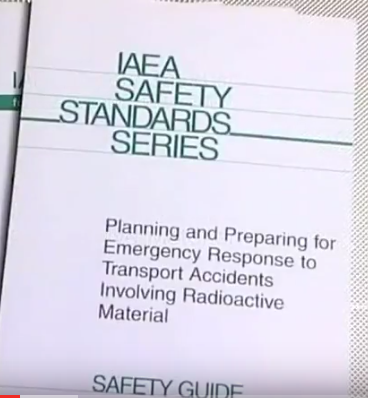 IAEA
SAFETY
STANDARDS
SERIES
Planning and Preparing for
Emergency Response to
Transport Accidents
Involving Radioactive
Material
SAFETY GUIDE